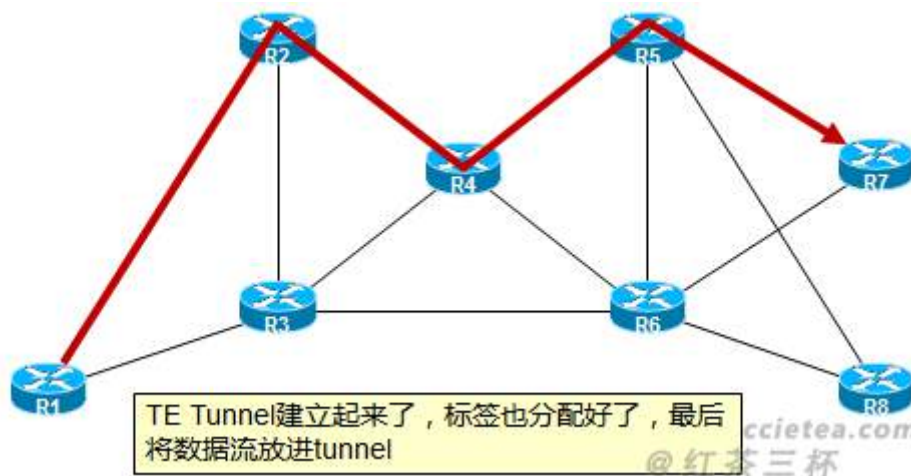 R2
R5
R4
R7
R3
R6
R1
R8
TE Tunnel建立起来了，标签也分配好了，最后
将数据流放进tunnel
ccietea.com
@红茶三杯